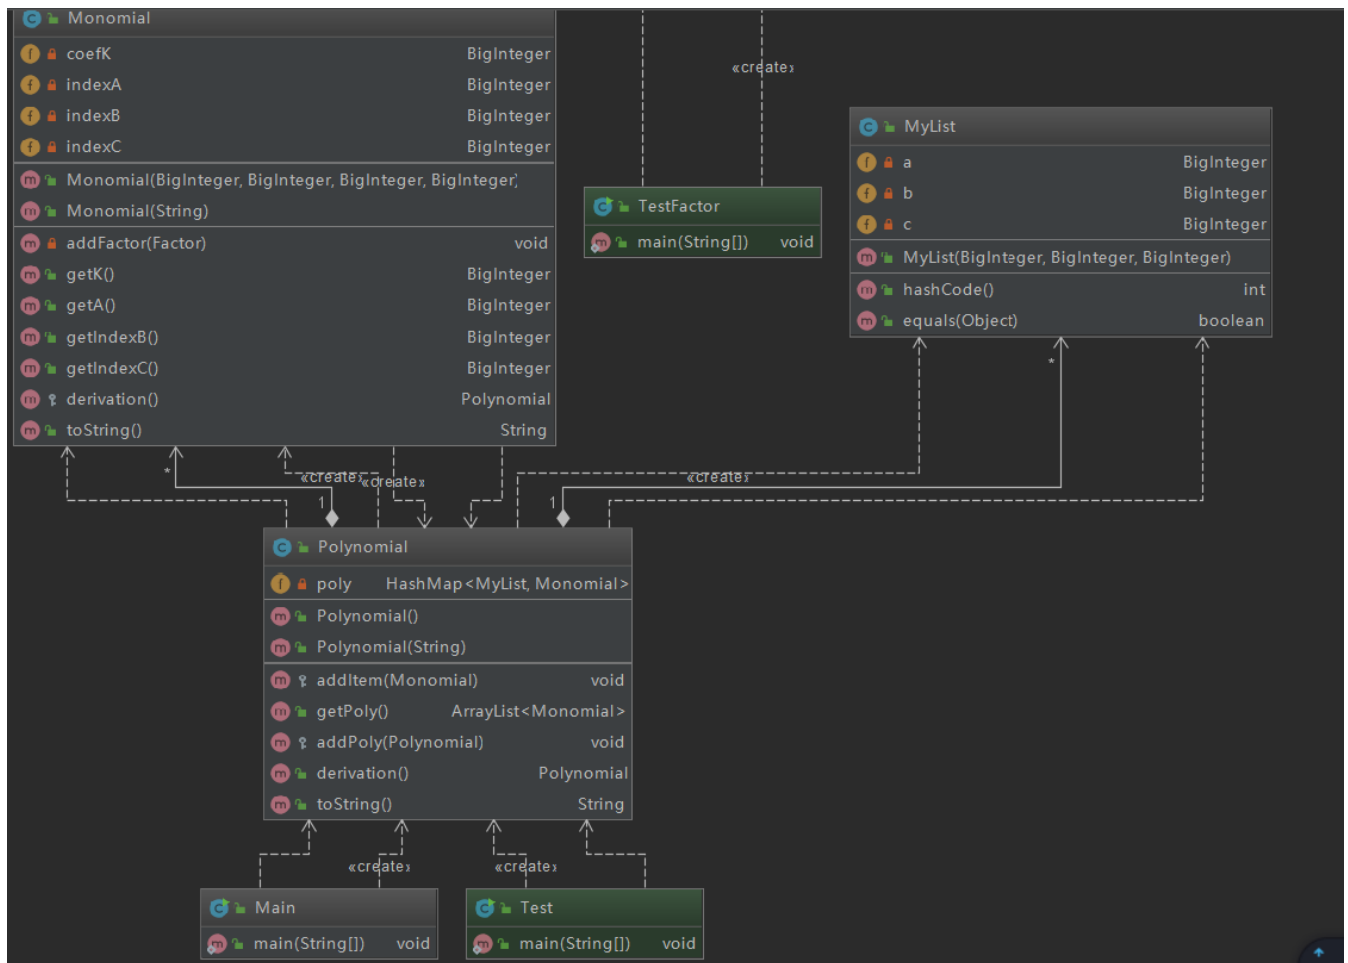 Monomial
coefK BigInteger
indexA BigInteger
indexB BigInteger
indexC BigInteger
Monomial(BigInteger, BigInteger, BigInteger, BigInteger)
Monomial(String)
addFactor(Factor) void
getK() BigInteger
getA() BigInteger
getIndexB() BigInteger
getIndexC() BigInteger
derivation() Polynomial
toString() String
«create»
TestFactor
main(String[]) void
MyList
a BigInteger
b BigInteger
c BigInteger
MyList(BigInteger, BigInteger, BigInteger)
hashCode() int
equals(Object) boolean
*
*
«create»
«create»
«create»
1
1
Polynomial
poly HashMap<MyList, Monomial>
Polynomial()
Polynomial(String)
addItem(Monomial) void
getPoly() ArrayList<Monomial>
addPoly(Polynomial) void
derivation() Polynomial
toString() String
«create»
«create»
Main
main(String[]) void
Test
main(String[]) void